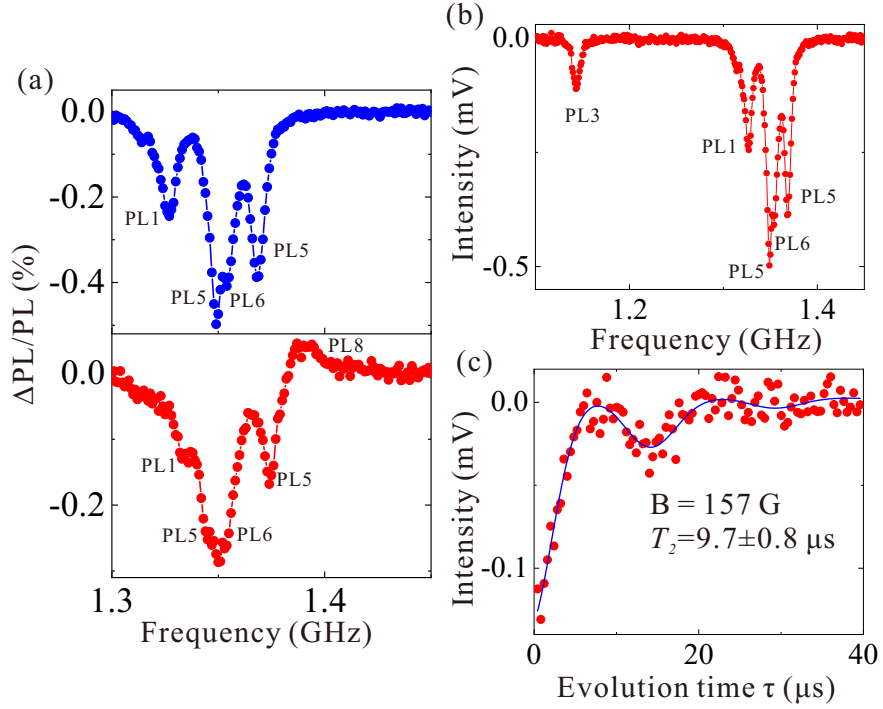 (a)
ΔPL/PL (%)
0.0
-0.2
-0.4
PL1
PL5
PL6
PL5
0.0
-0.2
PL1
PL5
PL6
PL5
PL8
1.3
1.4
Frequency (GHz)
(b)
Intensity (mV)
0.0
-0.5
PL3
PL1
PL5
PL6
PL5
1.2
1.4
Frequency (GHz)
(c)
Intensity (mV)
0.0
-0.1
B = 157 G
T₂=9.7±0.8 μs
0
20
40
Evolution time τ (μs)